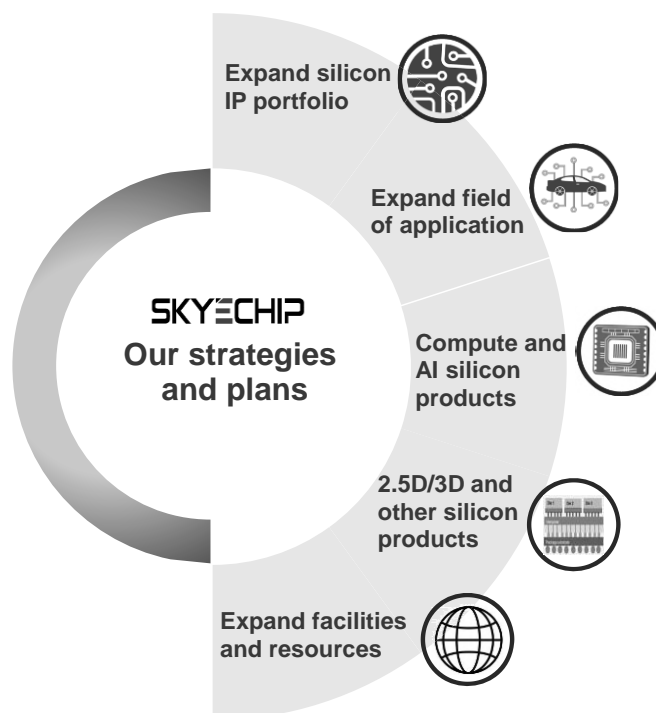 Expand silicon
IP portfolio
Expand field
of application
SKYECHIP
Our strategies
and plans
Compute and
AI silicon
products
2.5D/3D and
other silicon
products
Expand facilities
and resources